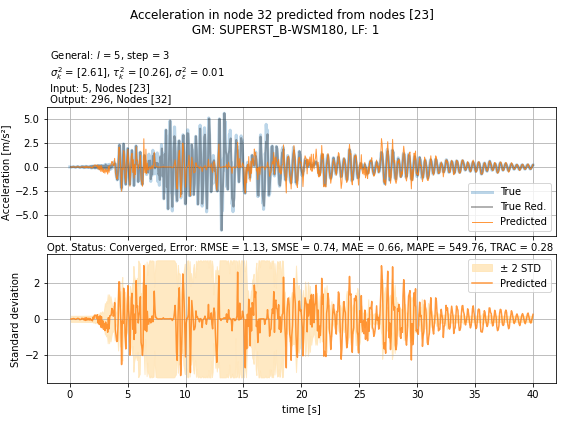 Acceleration in node 32 predicted from nodes [23]
GM: SUPERST_B-WSM180, LF: 1
General: l = 5, step = 3
σ²ₖ = [2.61], τ²ₖ = [0.26], σ²ε = 0.01
Input: 5, Nodes [23]
Output: 296, Nodes [32]
Acceleration [m/s²]
5.0
2.5
0.0
−2.5
−5.0
True
True Red.
Predicted
Opt. Status: Converged, Error: RMSE = 1.13, SMSE = 0.74, MAE = 0.66, MAPE = 549.76, TRAC = 0.28
Standard deviation
2
0
−2
± 2 STD
Predicted
0 5 10 15 20 25 30 35 40
time [s]